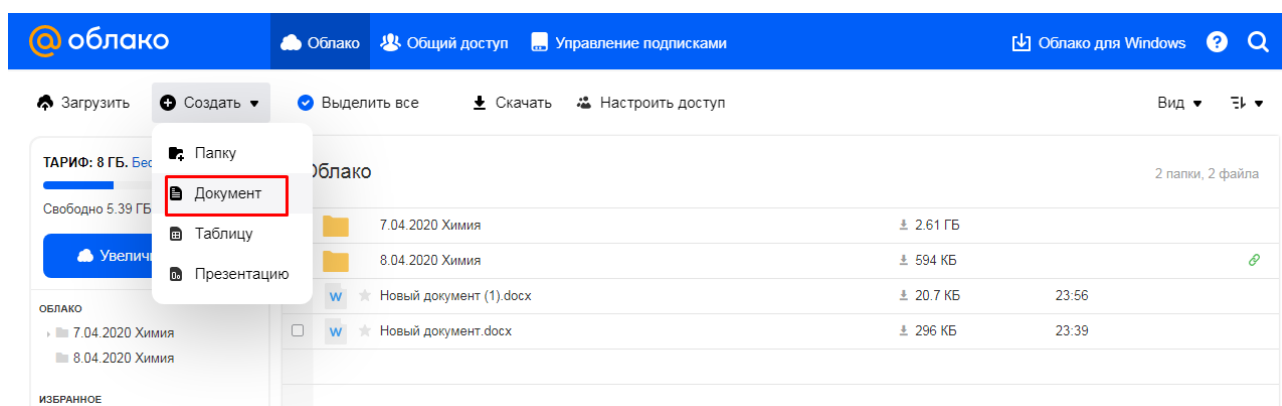 @ облако Облако Общий доступ Управление подписками Облако для Windows ?
Загрузить Создать Выделить все Скачать Настроить доступ Вид
Папку
Документ
Таблицу
Презентацию
ТАРИФ: 8 ГБ.
Свободно 5.39 ГБ
ОБЛАКО
7.04.2020 Химия
8.04.2020 Химия
ИЗБРАННОЕ
Облако 2 папки, 2 файла
7.04.2020 Химия 2.61 ГБ
8.04.2020 Химия 594 КБ
W Новый документ (1).docx 20.7 КБ 23:56
W Новый документ.docx 296 КБ 23:39